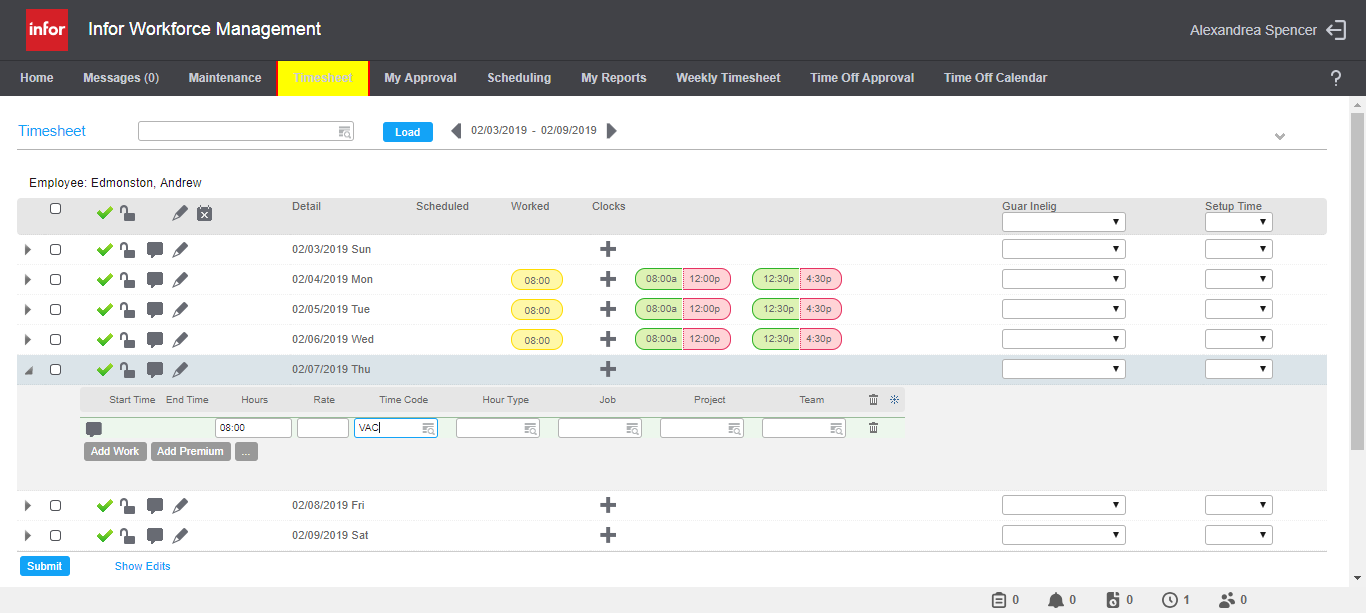 infor Infor Workforce Management Alexandrea Spencer
Home Messages (0) Maintenance Timesheet My Approval Scheduling My Reports Weekly Timesheet Time Off Approval Time Off Calendar ?
Timesheet Load 02/03/2019 - 02/09/2019
Employee: Edmonston, Andrew
Detail Scheduled Worked Clocks Guar Inelig Setup Time
02/03/2019 Sun
02/04/2019 Mon 08:00 08:00a 12:00p 12:30p 4:30p
02/05/2019 Tue 08:00 08:00a 12:00p 12:30p 4:30p
02/06/2019 Wed 08:00 08:00a 12:00p 12:30p 4:30p
02/07/2019 Thu
Start Time End Time Hours Rate Time Code Hour Type Job Project Team
08:00 VAC
Add Work Add Premium ...
02/08/2019 Fri
02/09/2019 Sat
Submit Show Edits
0 0 0 1 0